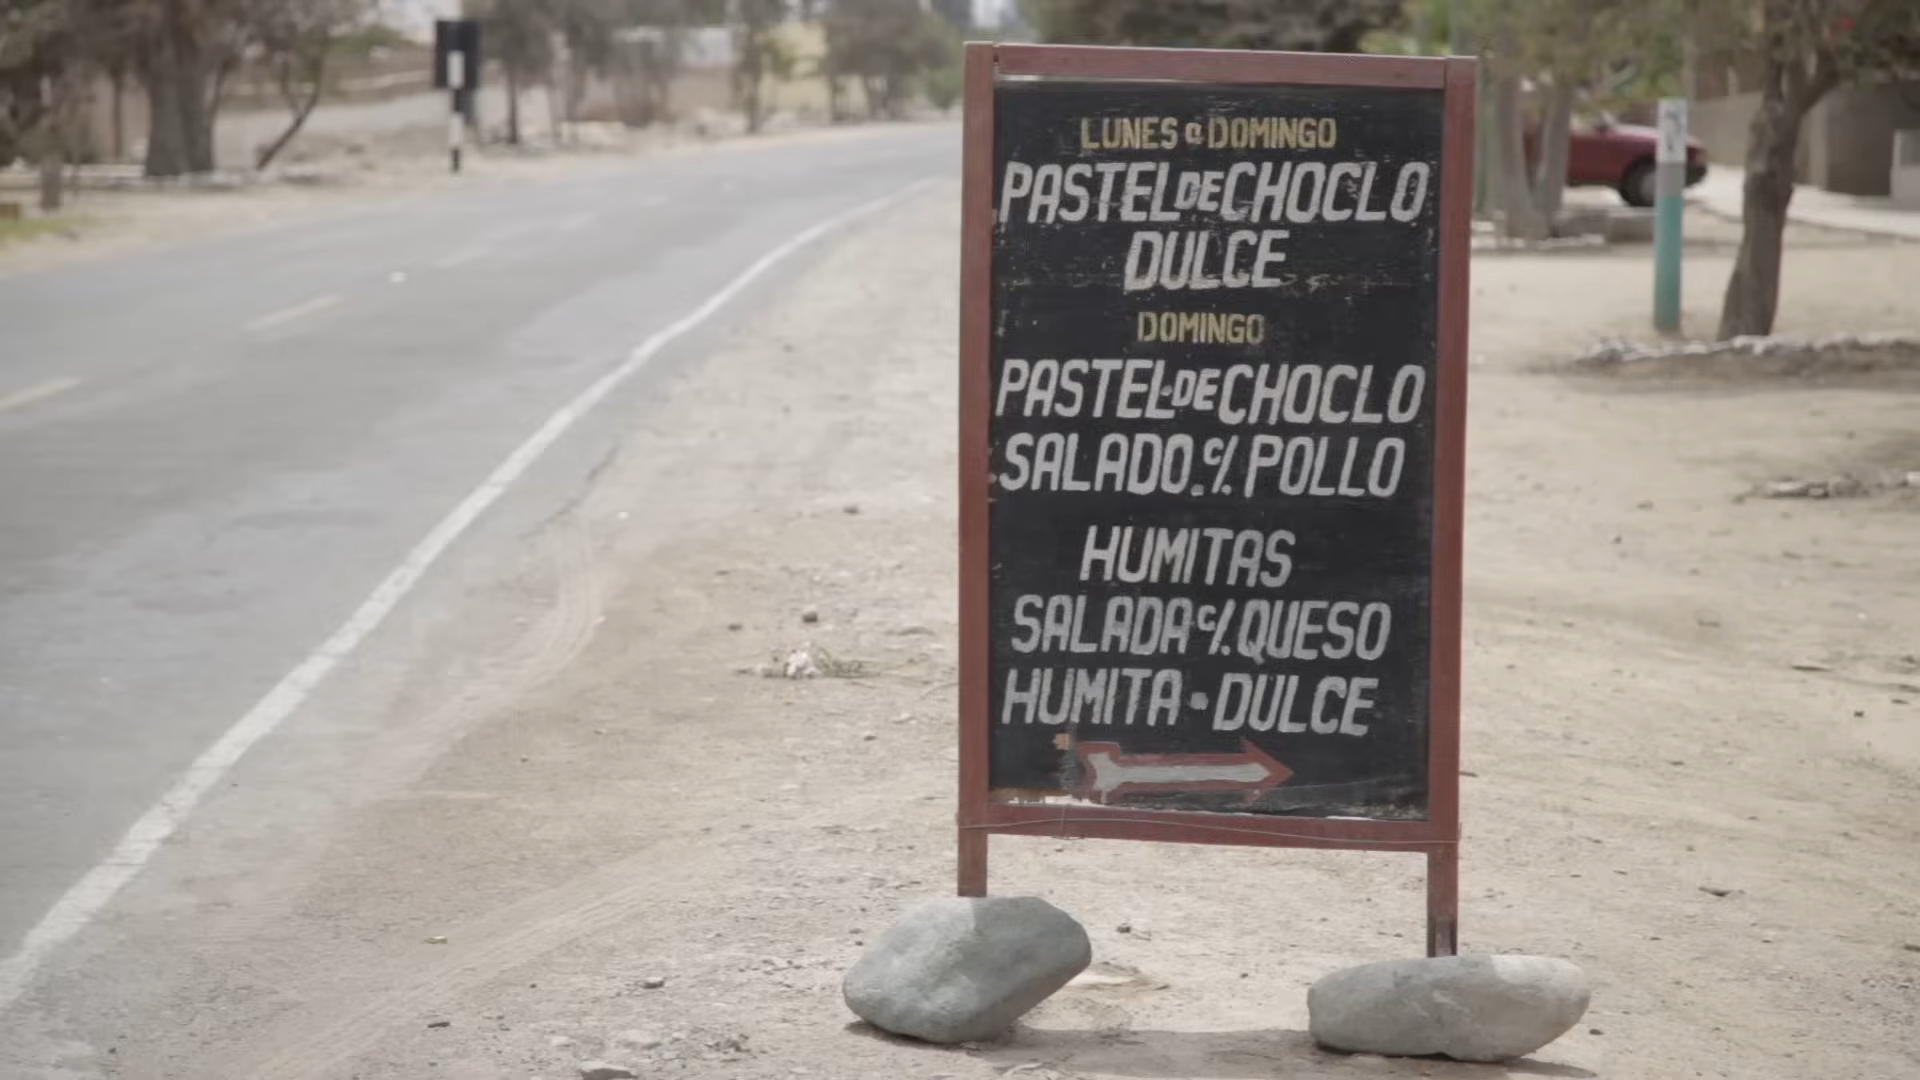 LUNES a DOMINGO
PASTEL DE CHOCLO
DULCE
DOMINGO
PASTEL DE CHOCLO
SALADO c/. POLLO
HUMITAS
SALADA c/. QUESO
HUMITA • DULCE